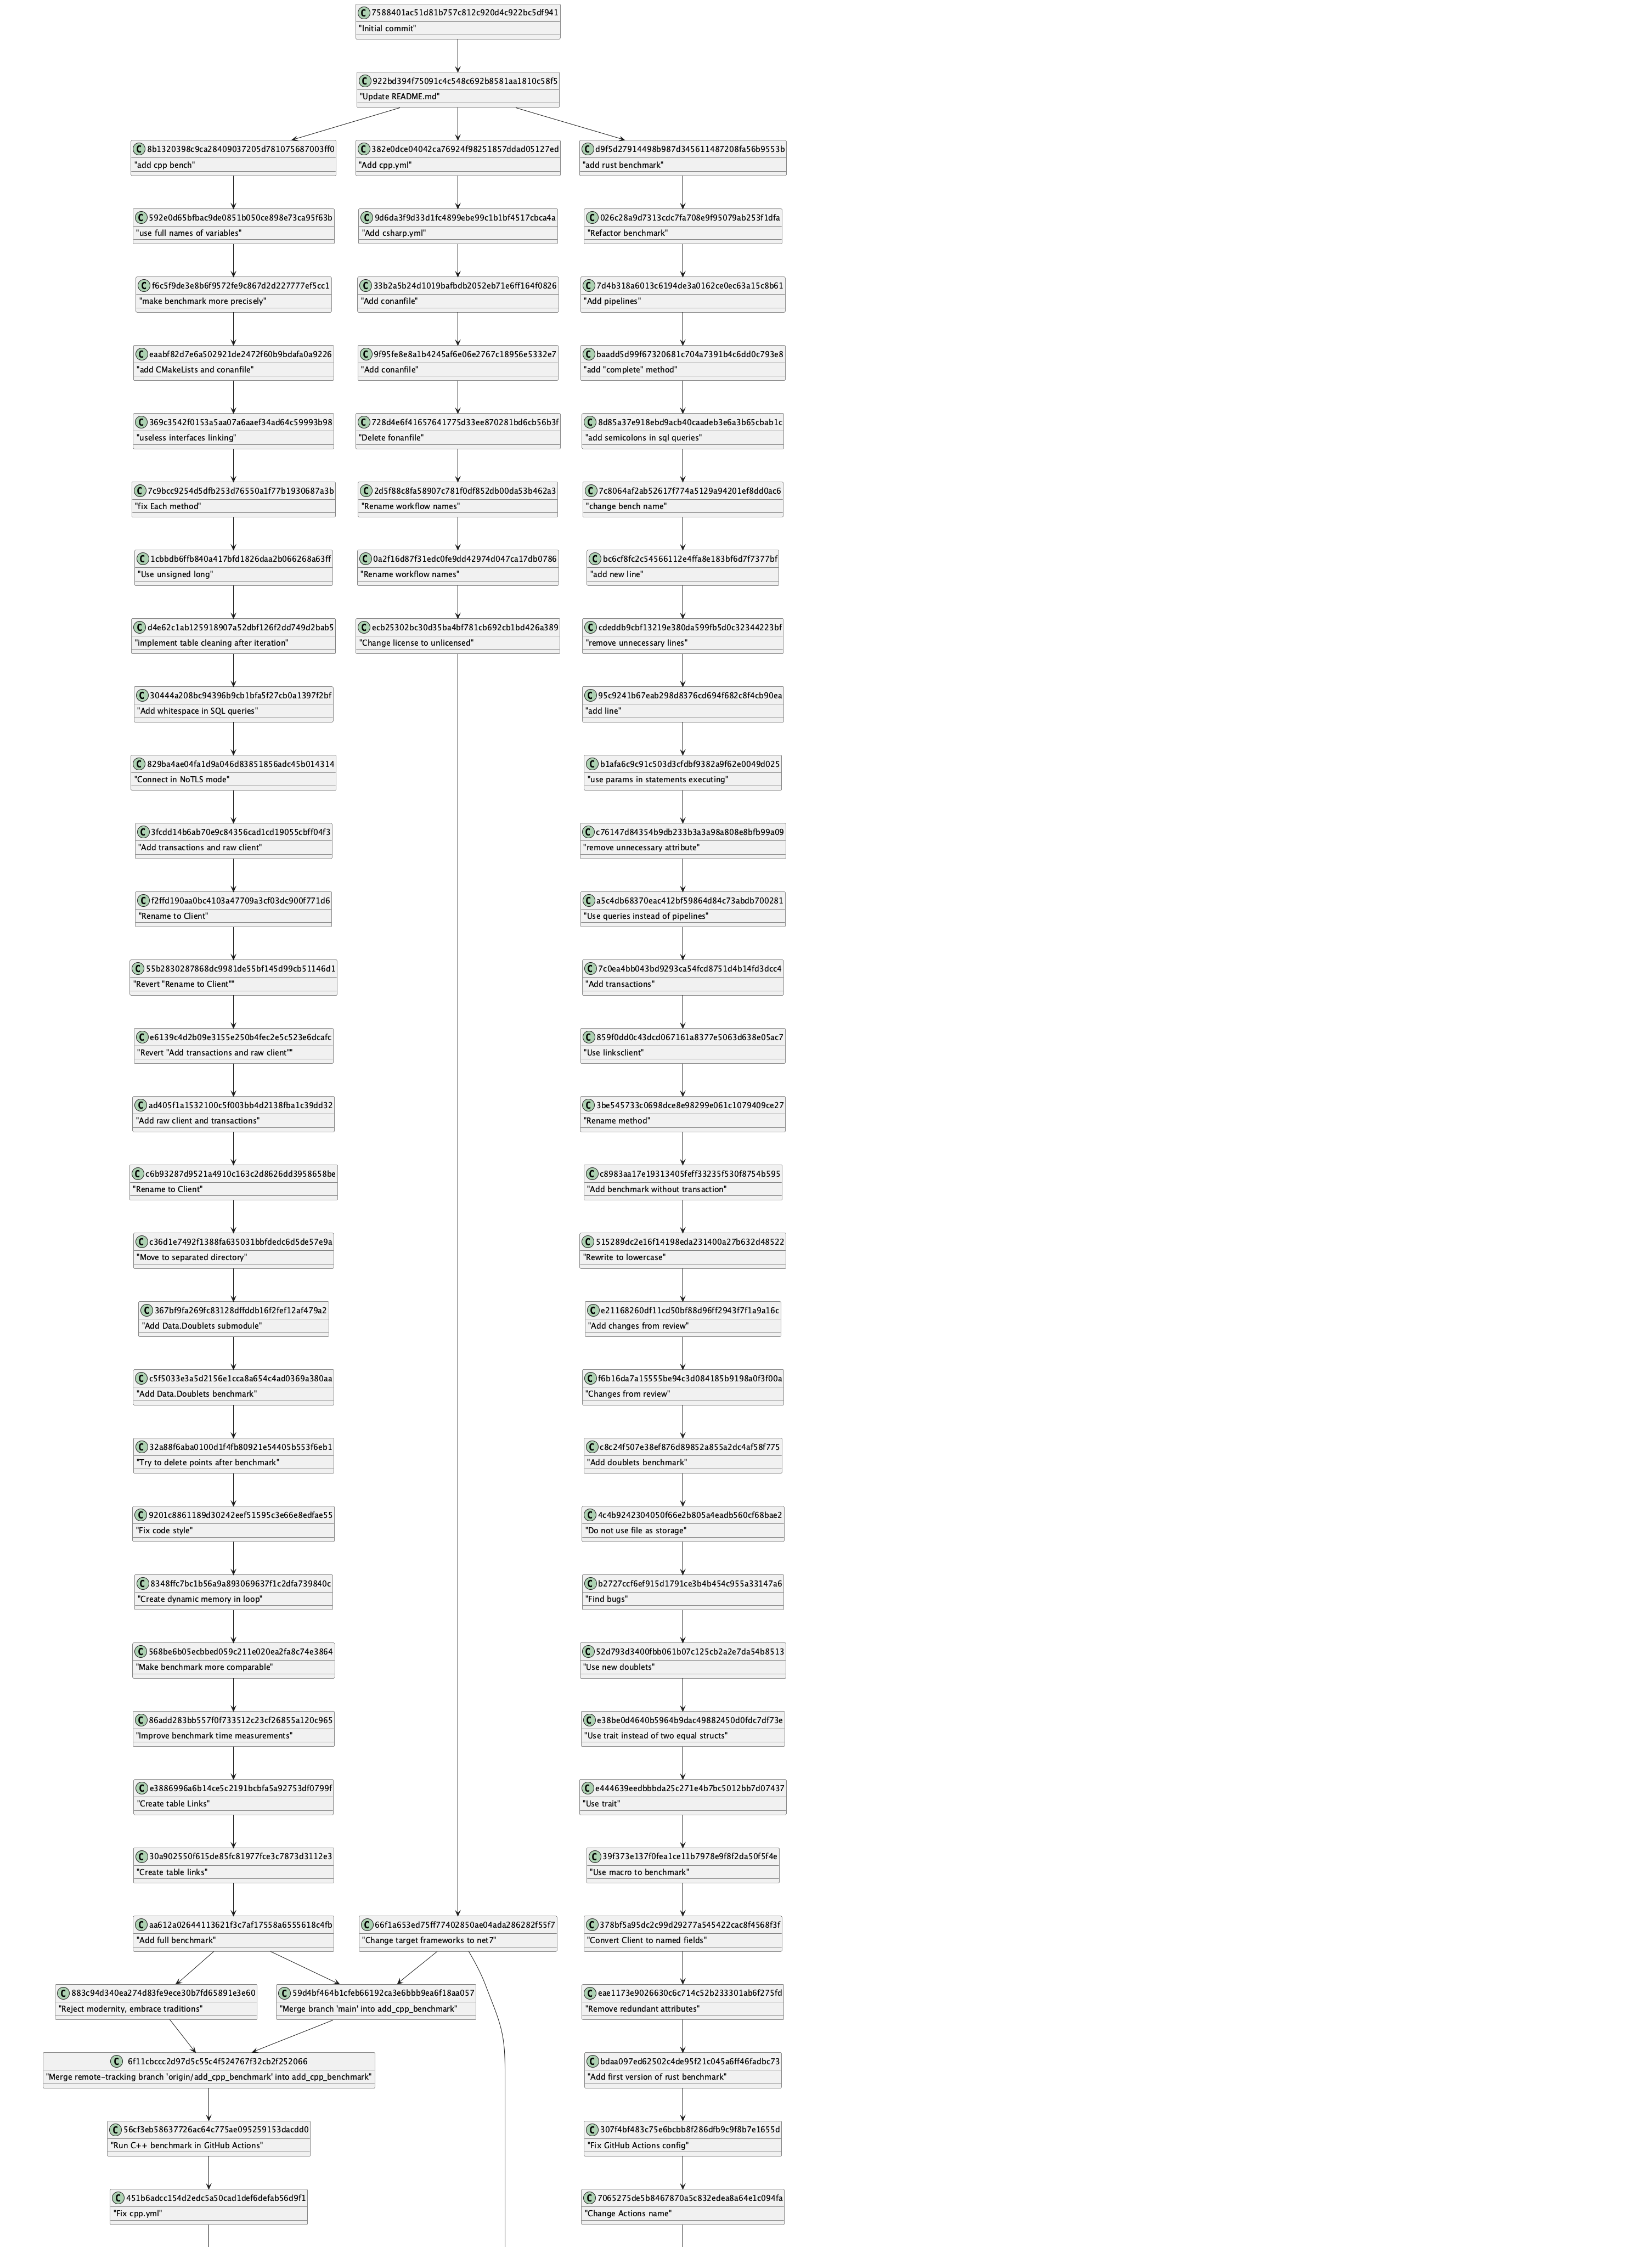 C 7588401ac51d81b757c812c920d4c922bc5df941
"Initial commit"
C 922bd394f75091c4c548c692b8581aa1810c58f5
"Update README.md"
C 8b1320398c9ca28409037205d781075687003ff0
"add cpp bench"
C 382e0dce04042ca76924f98251857ddad05127ed
"Add cpp.yml"
C d9f5d27914498b987d345611487208fa56b9553b
"add rust benchmark"
C 592e0d65bfbac9de0851b050ce898e73ca95f63b
"use full names of variables"
C 9d6da3f9d33d1fc4899ebe99c1b1bf4517cbca4a
"Add csharp.yml"
C 026c28a9d7313cdc7fa708e9f95079ab253f1dfa
"Refactor benchmark"
C f6c5f9de3e8b6f9572fe9c867d2d227777ef5cc1
"make benchmark more precisely"
C 33b2a5b24d1019bafbdb2052eb71e6ff164f0826
"Add conanfile"
C 7d4b318a6013c6194de3a0162ce0ec63a15c8b61
"Add pipelines"
C eaabf82d7e6a502921de2472f60b9bdafa0a9226
"add CMakeLists and conanfile"
C 9f95fe8e8a1b4245af6e06e2767c18956e5332e7
"Add conanfile"
C baadd5d99f67320681c704a7391b4c6dd0c793e8
"add "complete" method"
C 369c3542f0153a5aa07a6aaef34ad64c59993b98
"useless interfaces linking"
C 728d4e6f41657641775d33ee870281bd6cb56b3f
"Delete fonanfile"
C 8d85a37e918ebd9acb40caadeb3e6a3b65cbab1c
"add semicolons in sql queries"
C 7c9bcc9254d5dfb253d76550a1f77b1930687a3b
"fix Each method"
C 2d5f88c8fa58907c781f0df852db00da53b462a3
"Rename workflow names"
C 7c8064af2ab52617f774a5129a94201ef8dd0ac6
"change bench name"
C 1cbbdb6ffb840a417bfd1826daa2b066268a63ff
"Use unsigned long"
C 0a2f16d87f31edc0fe9dd42974d047ca17db0786
"Rename workflow names"
C bc6cf8fc2c54566112e4ffa8e183bf6d7f7377bf
"add new line"
C d4e62c1ab125918907a52dbf126f2dd749d2bab5
"implement table cleaning after iteration"
C ecb25302bc30d35ba4bf781cb692cb1bd426a389
"Change license to unlicensed"
C cdeddb9cbf13219e380da599fb5d0c32344223bf
"remove unnecessary lines"
C 30444a208bc94396b9cb1bfa5f27cb0a1397f2bf
"Add whitespace in SQL queries"
C 95c9241b67eab298d8376cd694f682c8f4cb90ea
"add line"
C 829ba4ae04fa1d9a046d83851856adc45b014314
"Connect in NoTLS mode"
C b1afa6c9c91c503d3cfdbf9382a9f62e0049d025
"use params in statements executing"
C 3fcdd14b6ab70e9c84356cad1cd19055cbff04f3
"Add transactions and raw client"
C c76147d84354b9db233b3a3a98a808e8bfb99a09
"remove unnecessary attribute"
C f2ffd190aa0bc4103a47709a3cf03dc900f771d6
"Rename to Client"
C a5c4db68370eac412bf59864d84c73abdb700281
"Use queries instead of pipelines"
C 55b2830287868dc9981de55bf145d99cb51146d1
"Revert "Rename to Client""
C 7c0ea4bb043bd9293ca54fcd8751d4b14fd3dcc4
"Add transactions"
C e6139c4d2b09e3155e250b4fec2e5c523e6dcafc
"Revert "Add transactions and raw client""
C 859f0dd0c43dcd067161a8377e5063d638e05ac7
"Use linksclient"
C ad405f1a1532100c5f003bb4d2138fba1c39dd32
"Add raw client and transactions"
C 3be545733c0698dce8e98299e061c1079409ce27
"Rename method"
C c6b93287d9521a4910c163c2d8626dd3958658be
"Rename to Client"
C c8983aa17e19313405feff33235f530f8754b595
"Add benchmark without transaction"
C c36d1e7492f1388fa635031bbfdedc6d5de57e9a
"Move to separated directory"
C 515289dc2e16f14198eda231400a27b632d48522
"Rewrite to lowercase"
C 367bf9fa269fc83128dffddb16f2fef12af479a2
"Add Data.Doublets submodule"
C e21168260df11cd50bf88d96ff2943f7f1a9a16c
"Add changes from review"
C c5f5033e3a5d2156e1cca8a654c4ad0369a380aa
"Add Data.Doublets benchmark"
C f6b16da7a15555be94c3d084185b9198a0f3f00a
"Changes from review"
C 32a88f6aba0100d1f4fb80921e54405b553f6eb1
"Try to delete points after benchmark"
C c8c24f507e38ef876d89852a855a2dc4af58f775
"Add doublets benchmark"
C 9201c8861189d30242eef51595c3e66e8edfae55
"Fix code style"
C 4c4b9242304050f66e2b805a4eadb560cf68bae2
"Do not use file as storage"
C 8348ffc7bc1b56a9a893069637f1c2dfa739840c
"Create dynamic memory in loop"
C b2727ccf6ef915d1791ce3b4b454c955a33147a6
"Find bugs"
C 568be6b05ecbbed059c211e020ea2fa8c74e3864
"Make benchmark more comparable"
C 52d793d3400fbb061b07c125cb2a2e7da54b8513
"Use new doublets"
C 86add283bb557f0f733512c23cf26855a120c965
"Improve benchmark time measurements"
C e38be0d4640b5964b9dac49882450d0fdc7df73e
"Use trait instead of two equal structs"
C e3886996a6b14ce5c2191bcbfa5a92753df0799f
"Create table Links"
C e444639eedbbbda25c271e4b7bc5012bb7d07437
"Use trait"
C 30a902550f615de85fc81977fce3c7873d3112e3
"Create table links"
C 39f373e137f0fea1ce11b7978e9f8f2da50f5f4e
"Use macro to benchmark"
C aa612a02644113621f3c7af17558a6555618c4fb
"Add full benchmark"
C 66f1a653ed75ff77402850ae04ada286282f55f7
"Change target frameworks to net7"
C 378bf5a95dc2c99d29277a545422cac8f4568f3f
"Convert Client to named fields"
C 883c94d340ea274d83fe9ece30b7fd65891e3e60
"Reject modernity, embrace traditions"
C 59d4bf464b1cfeb66192ca3e6bbb9ea6f18aa057
"Merge branch 'main' into add_cpp_benchmark"
C eae1173e9026630c6c714c52b233301ab6f275fd
"Remove redundant attributes"
C 6f11cbccc2d97d5c55c4f524767f32cb2f252066
"Merge remote-tracking branch 'origin/add_cpp_benchmark' into add_cpp_benchmark"
C bdaa097ed62502c4de95f21c045a6ff46fadbc73
"Add first version of rust benchmark"
C 56cf3eb58637726ac64c775ae095259153dacdd0
"Run C++ benchmark in GitHub Actions"
C 307f4bf483c75e6bcbb8f286dfb9c9f8b7e1655d
"Fix GitHub Actions config"
C 451b6adcc154d2edc5a50cad1def6defab56d9f1
"Fix cpp.yml"
C 7065275de5b8467870a5c832edea8a64e1c094fa
"Change Actions name"